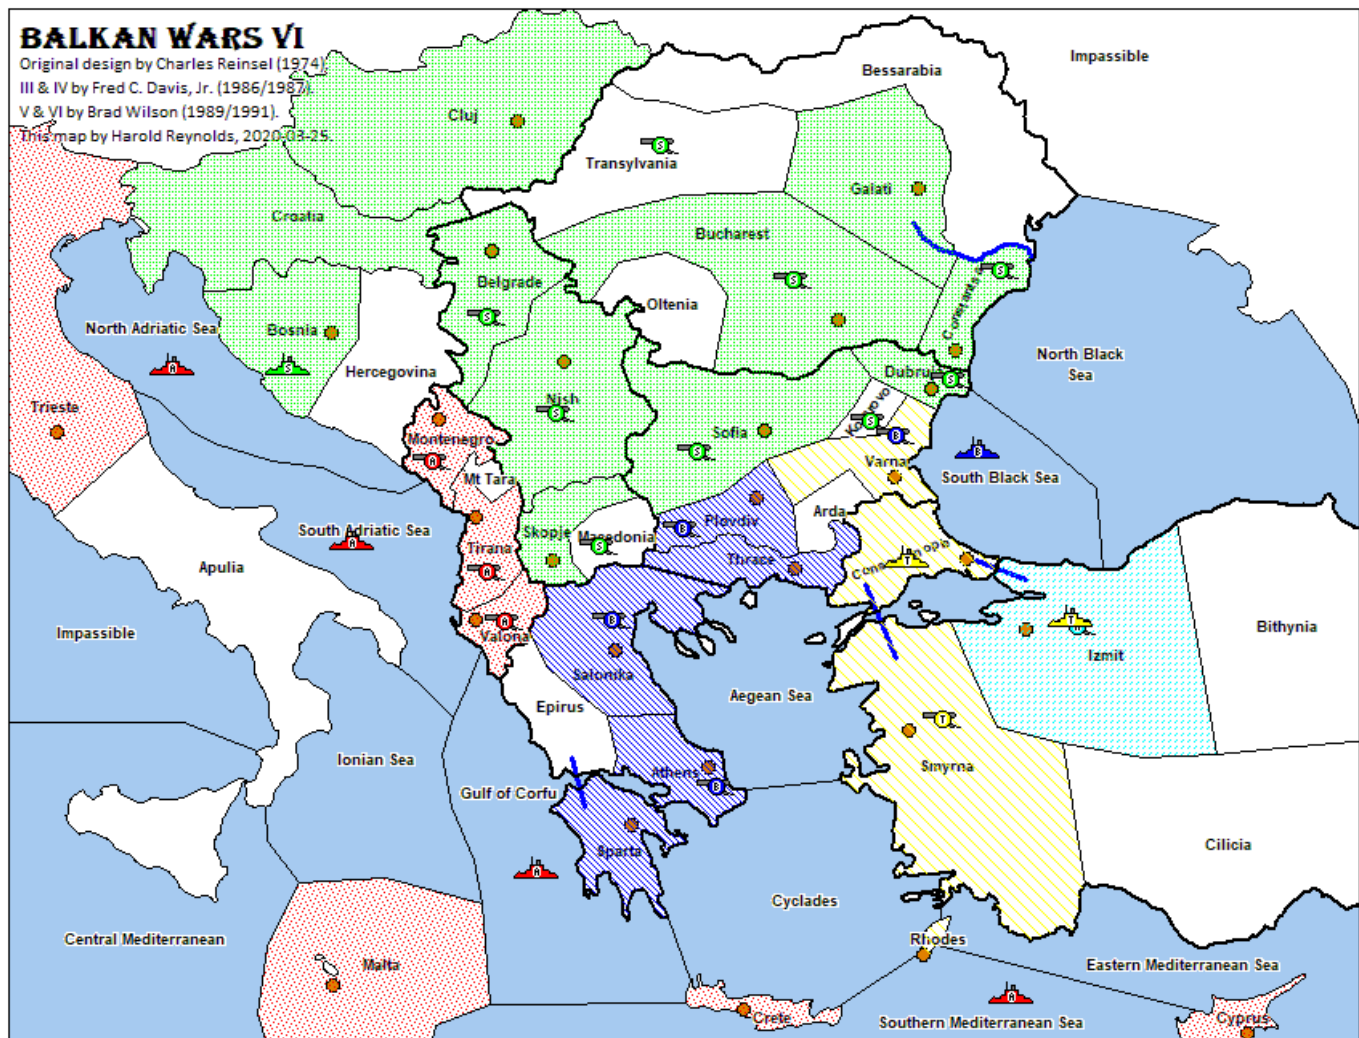 BALKAN WARS VI
Original design by Charles Reinsel (1974)
III & IV by Fred C. Davis, Jr. (1986/1987).
V & VI by Brad Wilson (1989/1991).
This map by Harold Reynolds, 2020-03-25.
Impassible
Bessarabia
Cluj
Transylvania
S
Galati
Croatia
Bucharest
S
Belgrade
S
S
Constantsa
Oltenia
North Adriatic Sea
Bosnia
A
S
Hercegovina
North Black
Sea
Dubruja
S
Trieste
Nish
S
Kosovo
S
Sofia
S
B
Montenegro
A
Varna
B
South Black Sea
Mt Tara
South Adriatic Sea
A
Skopje
Macedonia
S
B
Plovdiv
Arda
Tirana
A
Thrace
T
Apulia
Impassible
Valona
A
B
Salonika
T
Izmit
Bithynia
Epirus
Aegean Sea
T
Ionian Sea
Athens
B
Smyrna
Gulf of Corfu
Sparta
A
Cyclades
Cilicia
Central Mediterranean
Rhodes
Malta
Eastern Mediterranean Sea
A
Crete
Southern Mediterranean Sea
Cyprus